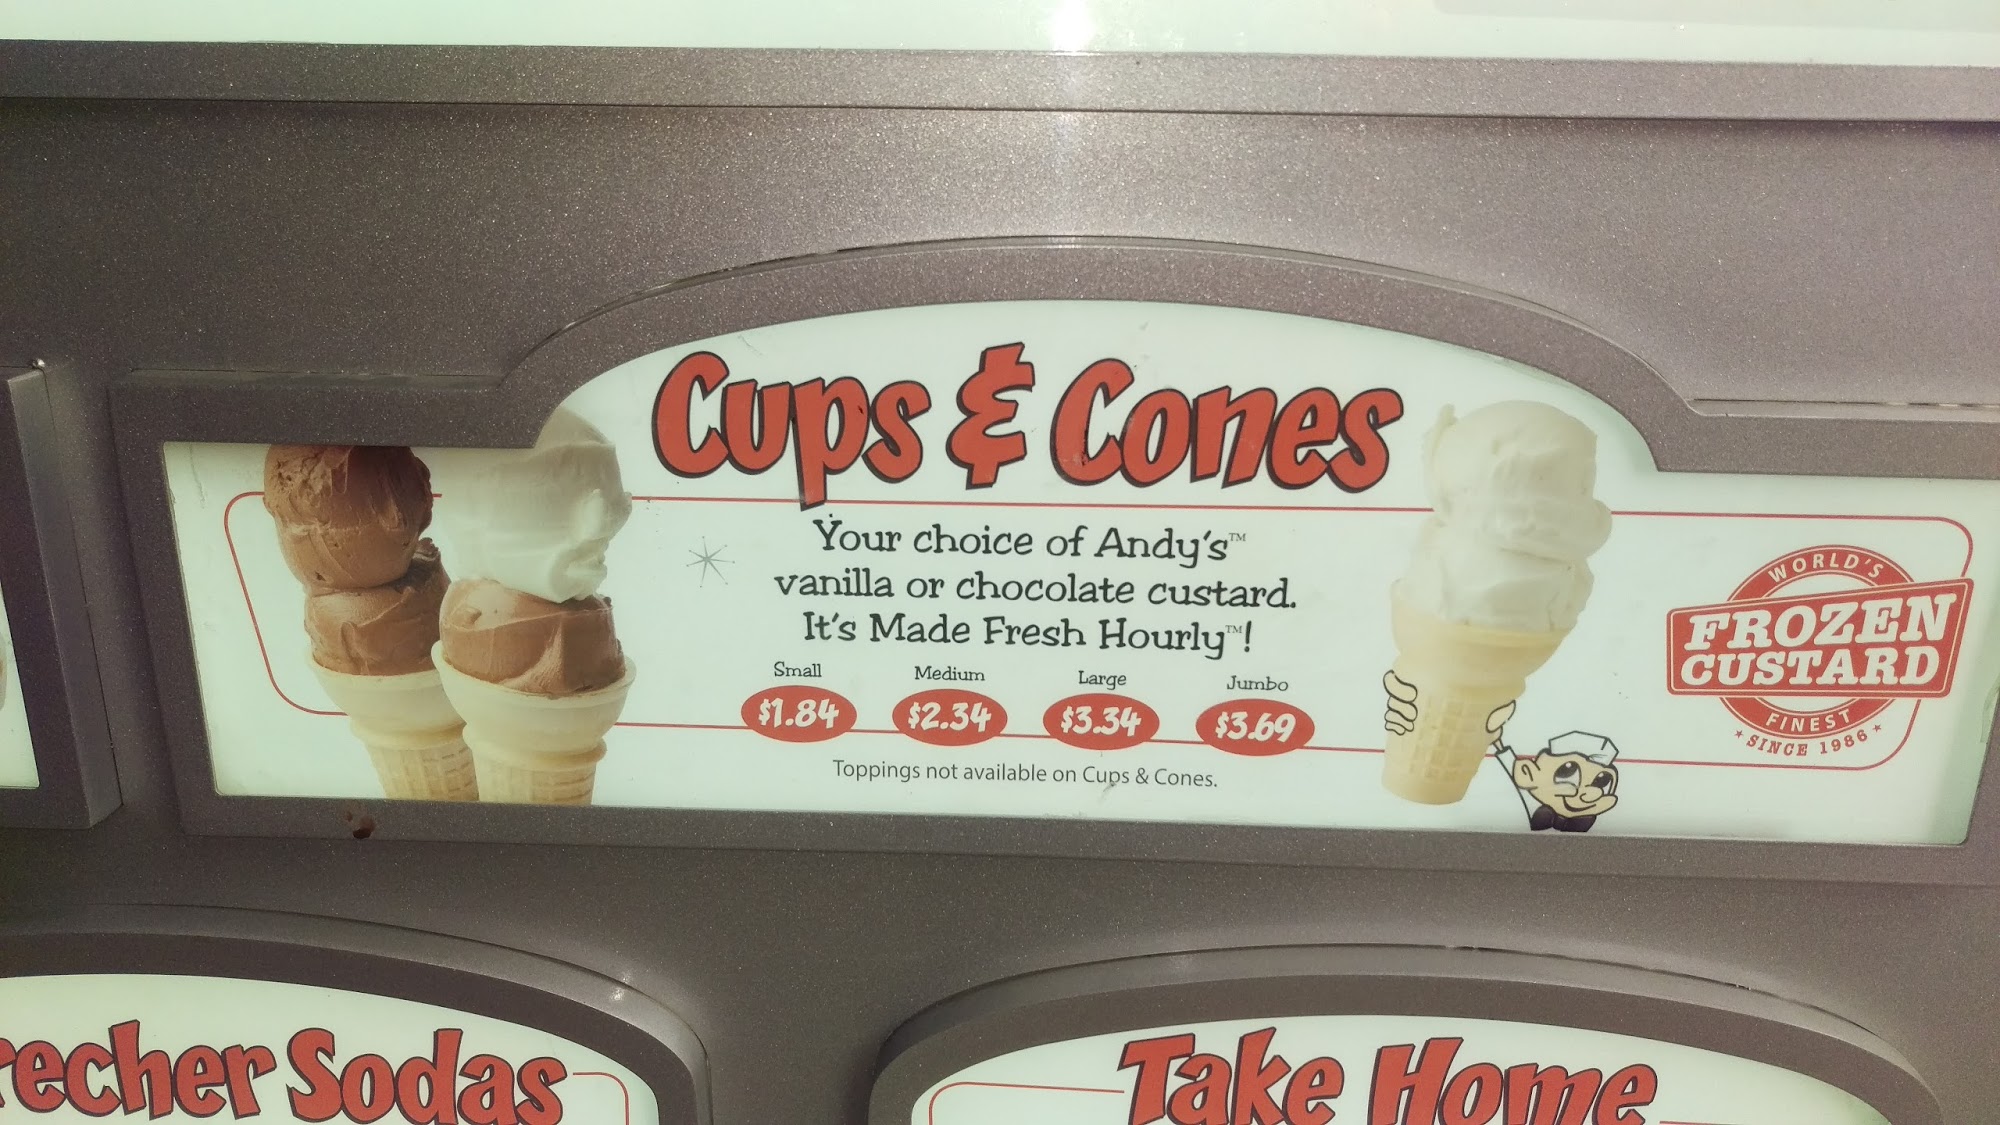 Cups & Cones
Your choice of Andy's™
vanilla or chocolate custard.
It's Made Fresh Hourly™!
Small Medium Large Jumbo
$1.84 $2.34 $3.34 $3.69
Toppings not available on Cups & Cones.
WORLD'S
FROZEN
CUSTARD
FINEST
* SINCE 1986 *
recher Sodas
Take Home